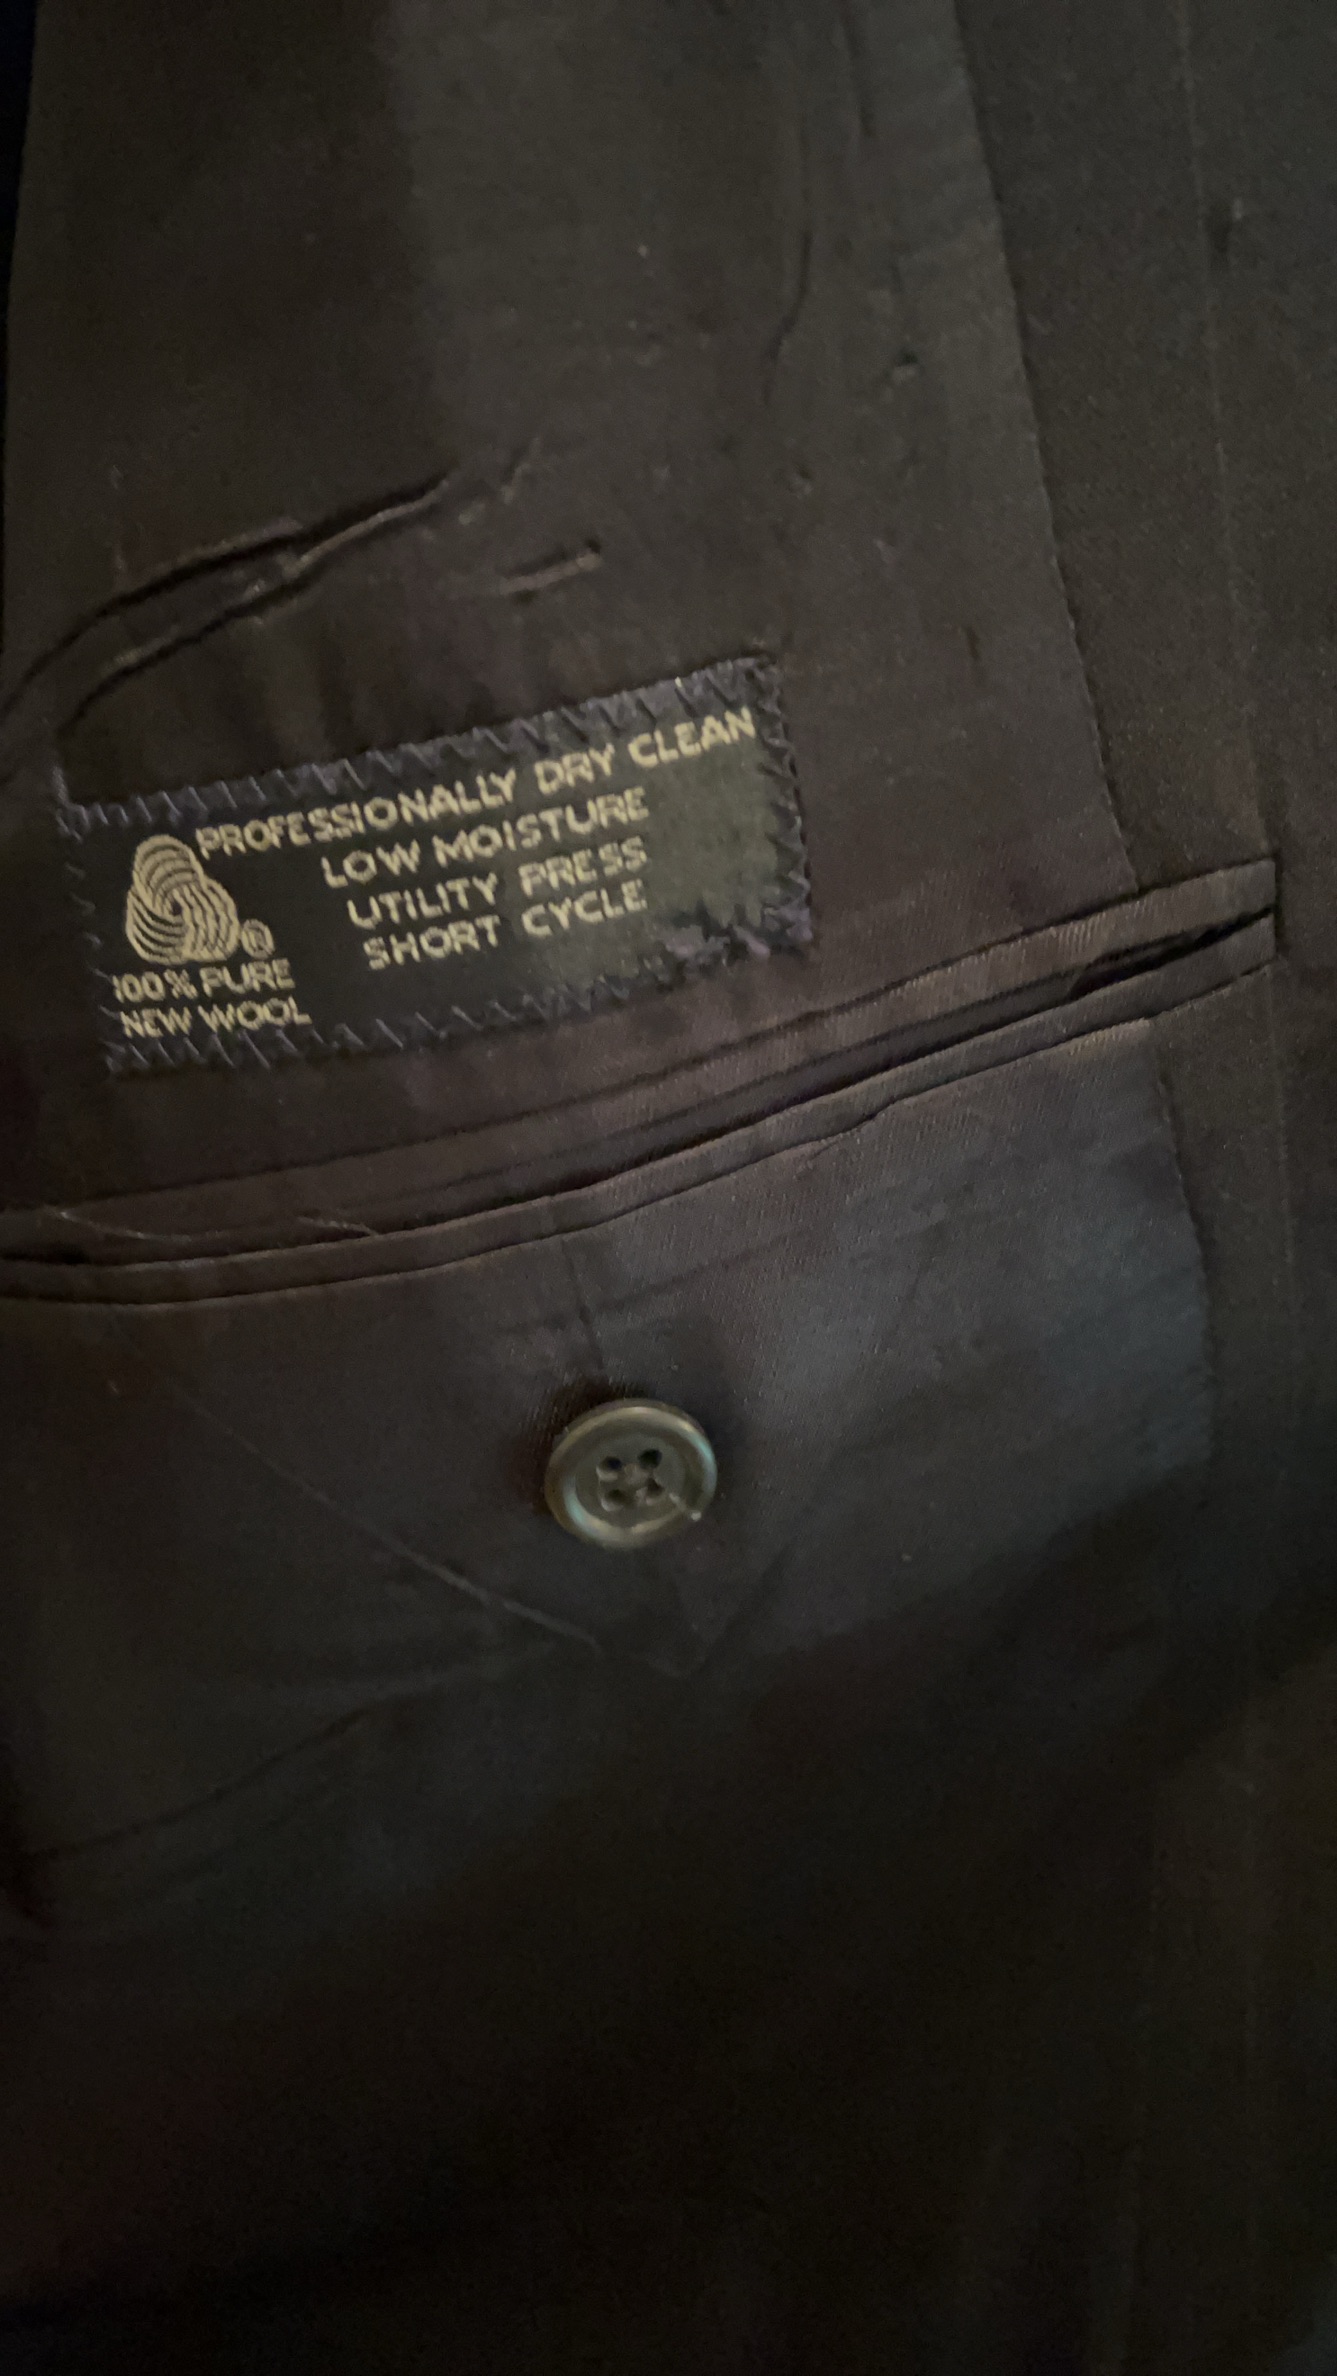 PROFESSIONALLY DRY CLEAN
LOW MOISTURE
UTILITY PRESS
SHORT CYCLE
®
100% PURE
NEW WOOL